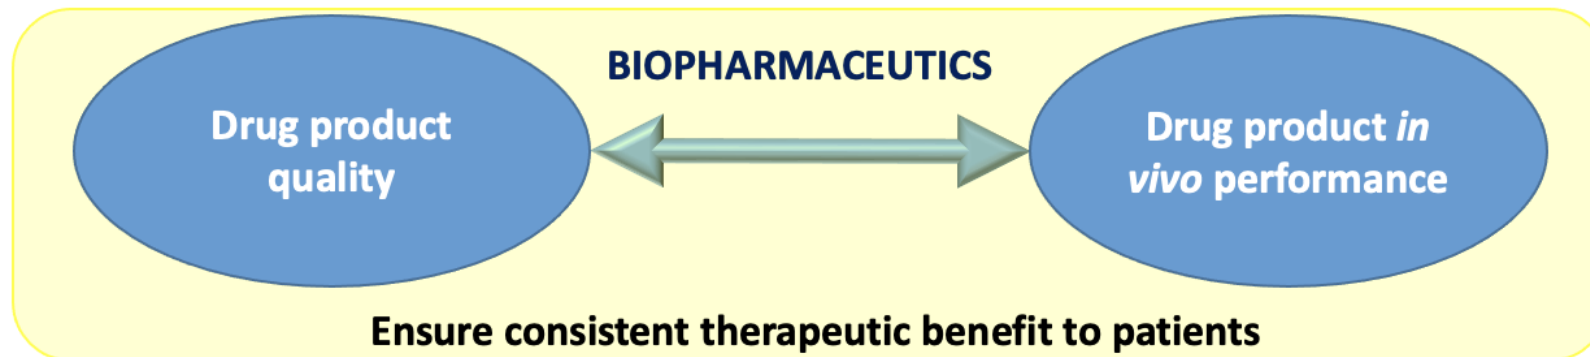 BIOPHARMACEUTICS
Drug product
quality
Drug product in
vivo performance
Ensure consistent therapeutic benefit to patients